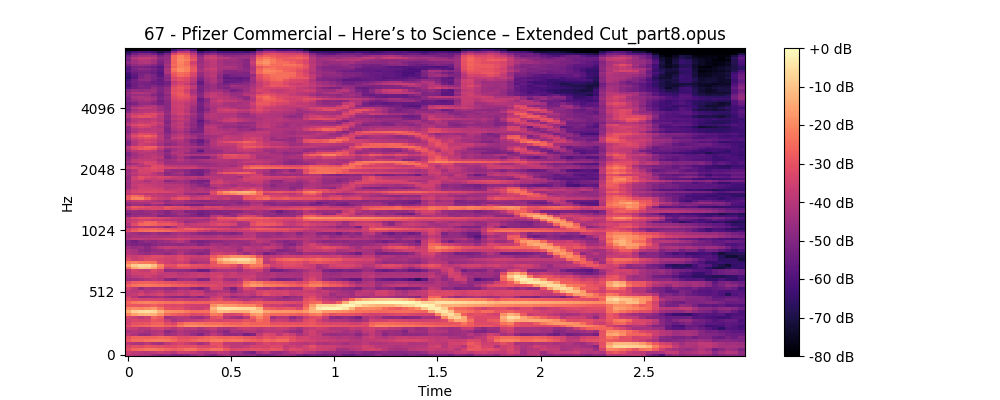 67 - Pfizer Commercial – Here’s to Science – Extended Cut_part8.opus
+0 dB
-10 dB
-20 dB
-30 dB
-40 dB
-50 dB
-60 dB
-70 dB
-80 dB
4096
2048
1024
512
0
Hz
0
0.5
1
1.5
2
2.5
Time